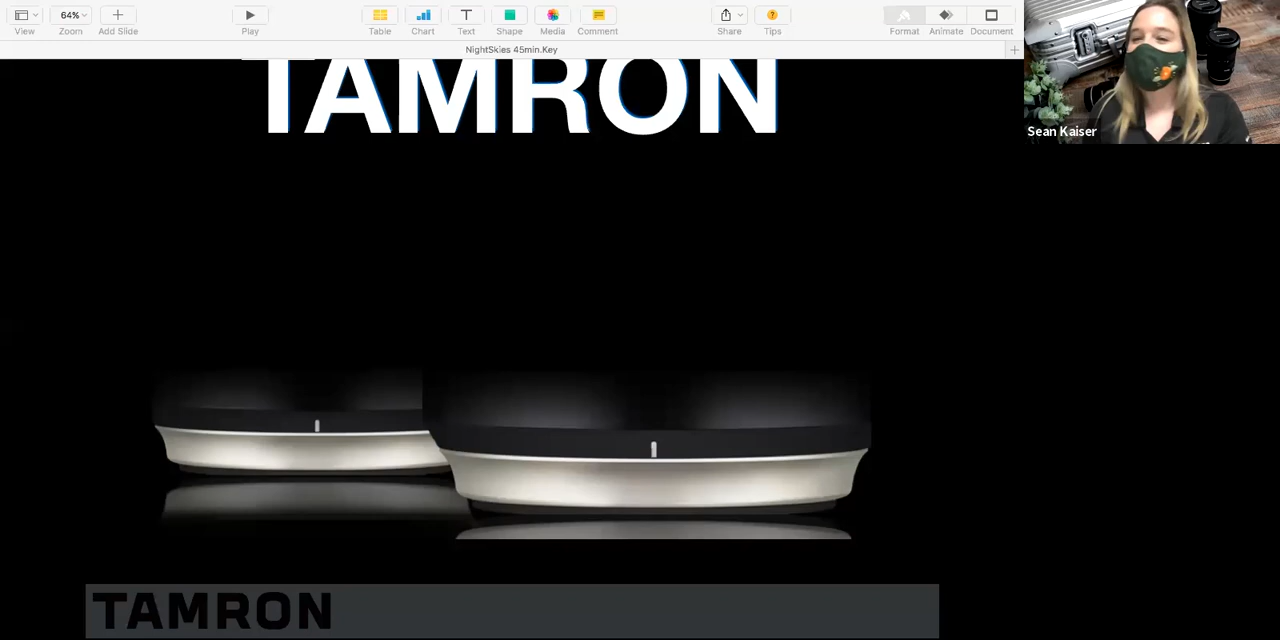 64%
View
Zoom
Add Slide
Play
Table
Chart
Text
Shape
Media
Comment
Share
Tips
Format
Animate
Document
NightSkies 45min.Key
TAMRON
Sean Kaiser
TAMRON